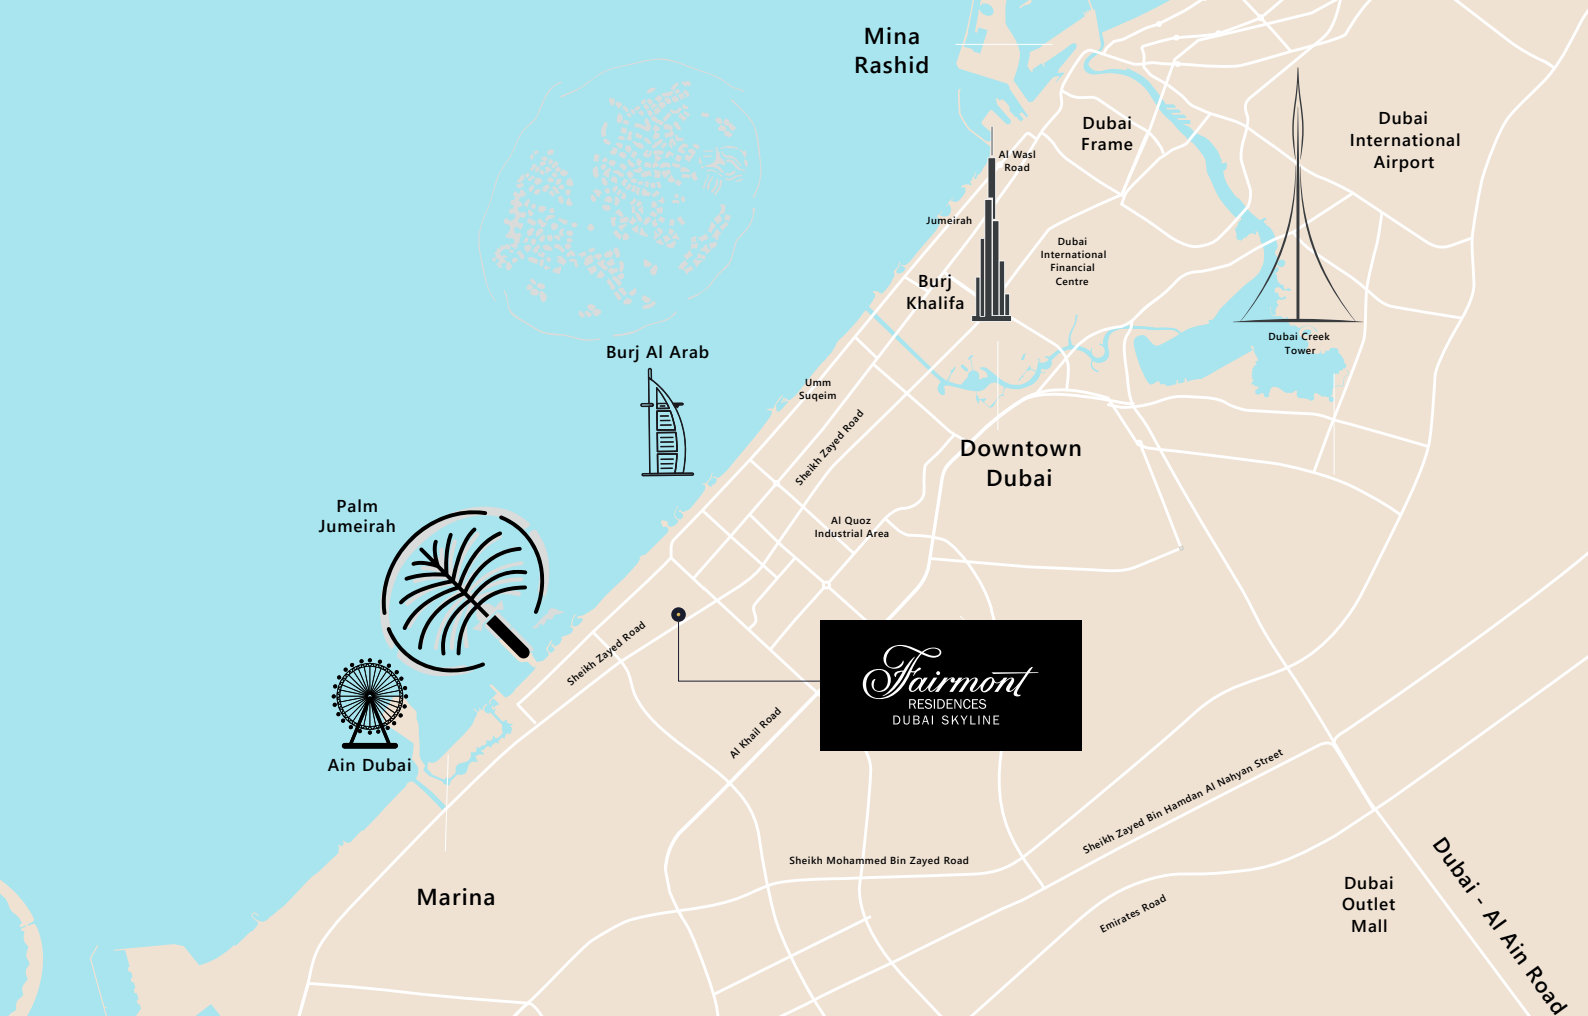 Mina
Rashid
Dubai
Frame
Dubai
International
Airport
Al Wasl
Road
Jumeirah
Dubai
International
Financial
Centre
Burj
Khalifa
Dubai Creek
Tower
Burj Al Arab
Umm
Suqeim
Sheikh Zayed Road
Downtown
Dubai
Palm
Jumeirah
Al Quoz
Industrial Area
Sheikh Zayed Road
Fairmont
RESIDENCES
DUBAI SKYLINE
Al Khail Road
Ain Dubai
Sheikh Zayed Bin Hamdan Al Nahyan Street
Sheikh Mohammed Bin Zayed Road
Marina
Emirates Road
Dubai
Outlet
Mall
Dubai - Al Ain Road